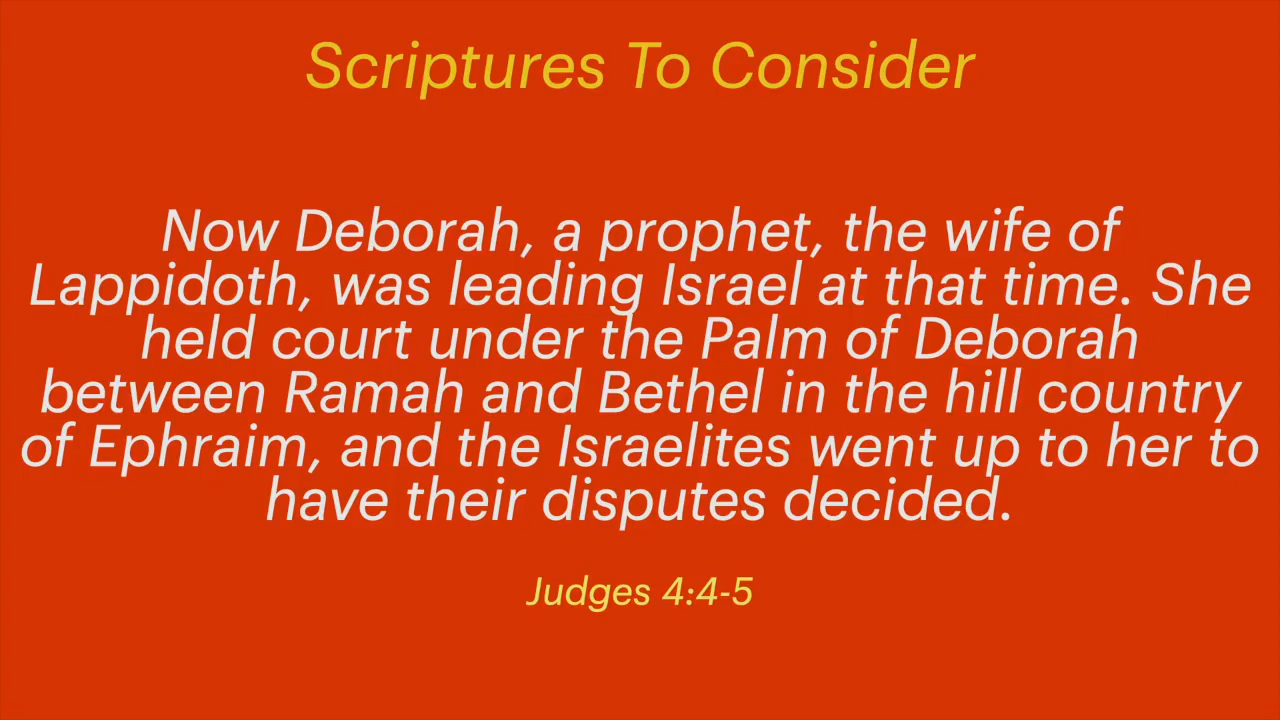 Scriptures To Consider
Now Deborah, a prophet, the wife of
Lappidoth, was leading Israel at that time. She
held court under the Palm of Deborah
between Ramah and Bethel in the hill country
of Ephraim, and the Israelites went up to her to
have their disputes decided.
Judges 4:4-5